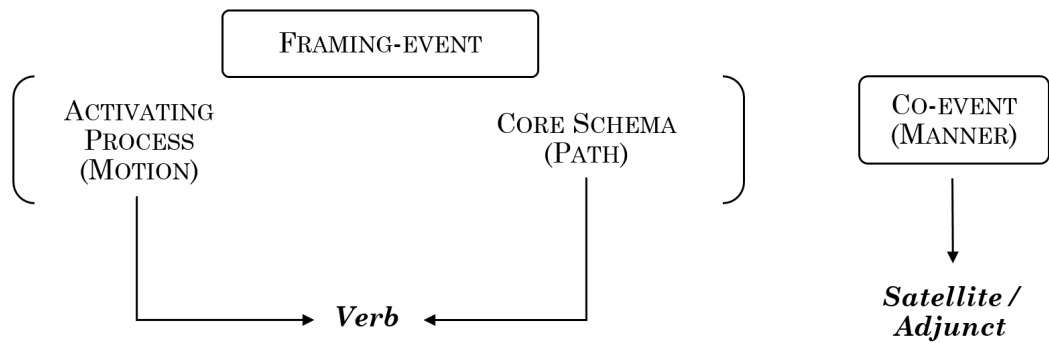 FRAMING-EVENT
ACTIVATING
PROCESS
(MOTION)
CORE SCHEMA
(PATH)
CO-EVENT
(MANNER)
Verb
Satellite /
Adjunct